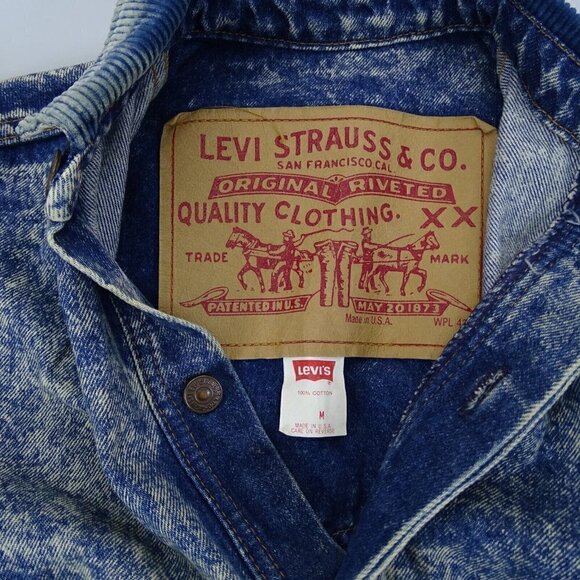 LEVI STRAUSS & CO.
SAN FRANCISCO, CAL.
ORIGINAL RIVETED
QUALITY CLOTHING. XX
TRADE MARK
PATENTED IN U.S. MAY 20 1873
Made in U.S.A. WPL
LEVI'S
®
100% COTTON
M
MADE IN U.S.A.
CARE ON REVERSE